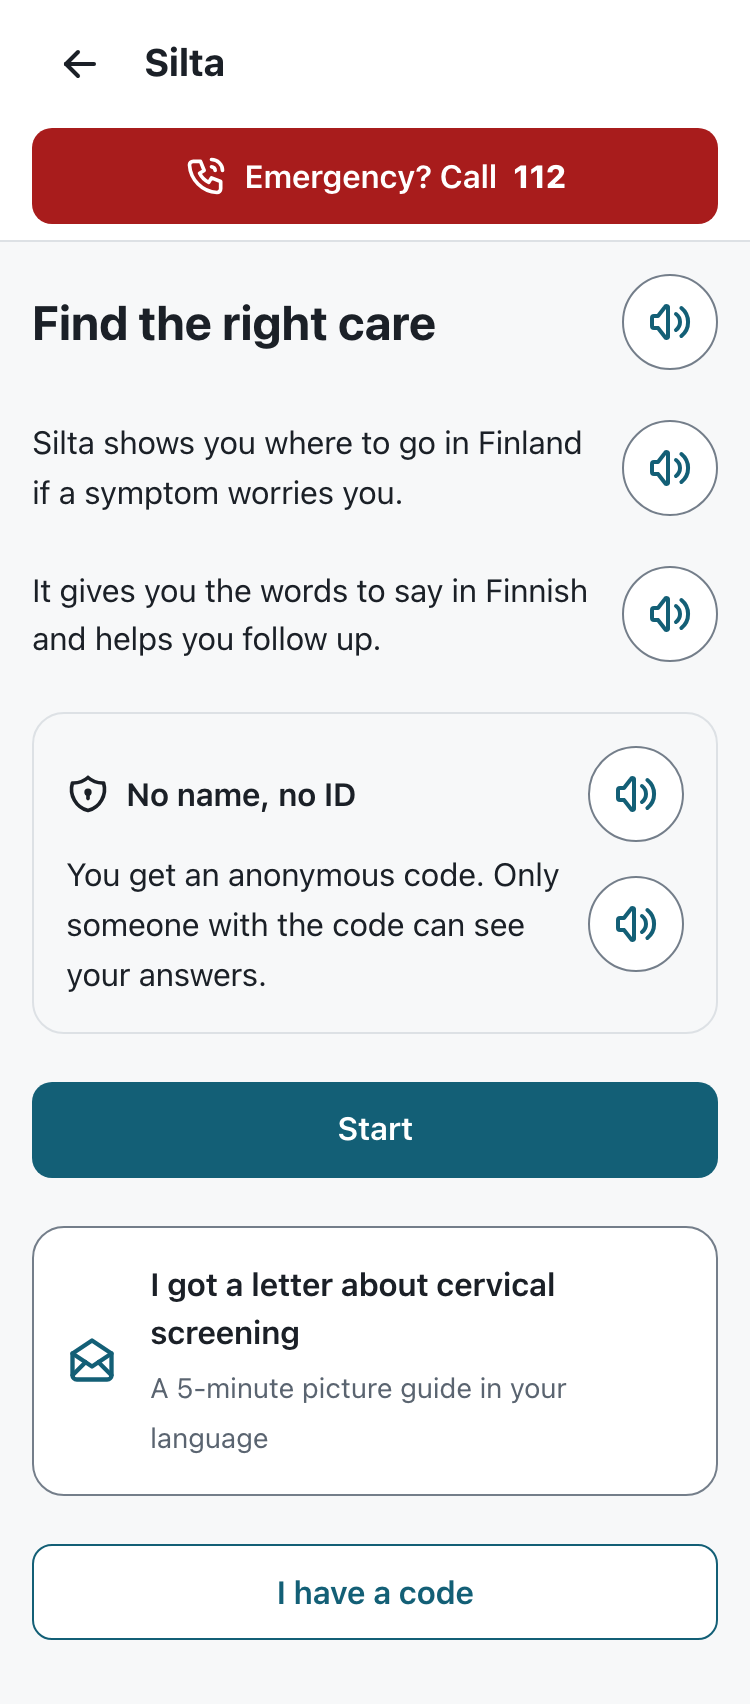 Silta
Emergency? Call 112
Find the right care
Silta shows you where to go in Finland
if a symptom worries you.
It gives you the words to say in Finnish
and helps you follow up.
No name, no ID
You get an anonymous code. Only
someone with the code can see
your answers.
Start
I got a letter about cervical
screening
A 5-minute picture guide in your
language
I have a code